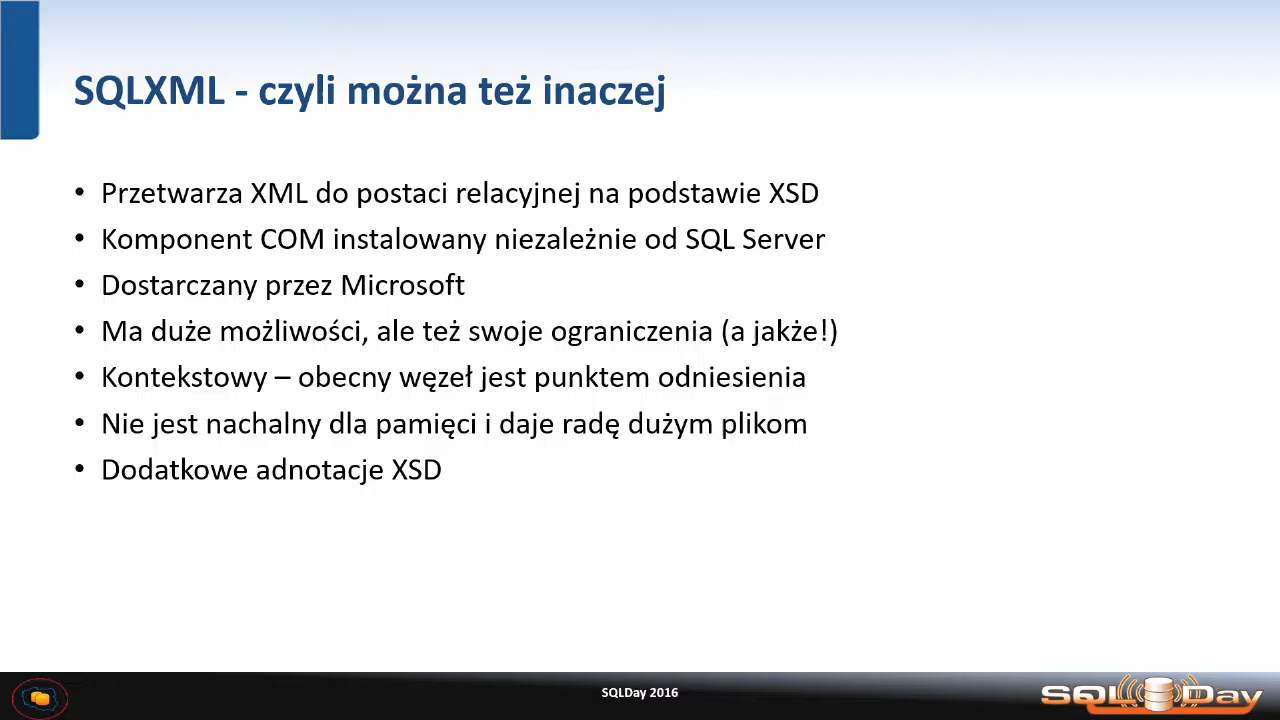 SQLXML - czyli można też inaczej
• Przetwarza XML do postaci relacyjnej na podstawie XSD
• Komponent COM instalowany niezależnie od SQL Server
• Dostarczany przez Microsoft
• Ma duże możliwości, ale też swoje ograniczenia (a jakże!)
• Kontekstowy – obecny węzeł jest punktem odniesienia
• Nie jest nachalny dla pamięci i daje radę dużym plikom
• Dodatkowe adnotacje XSD
SQLDay 2016
SQL Day